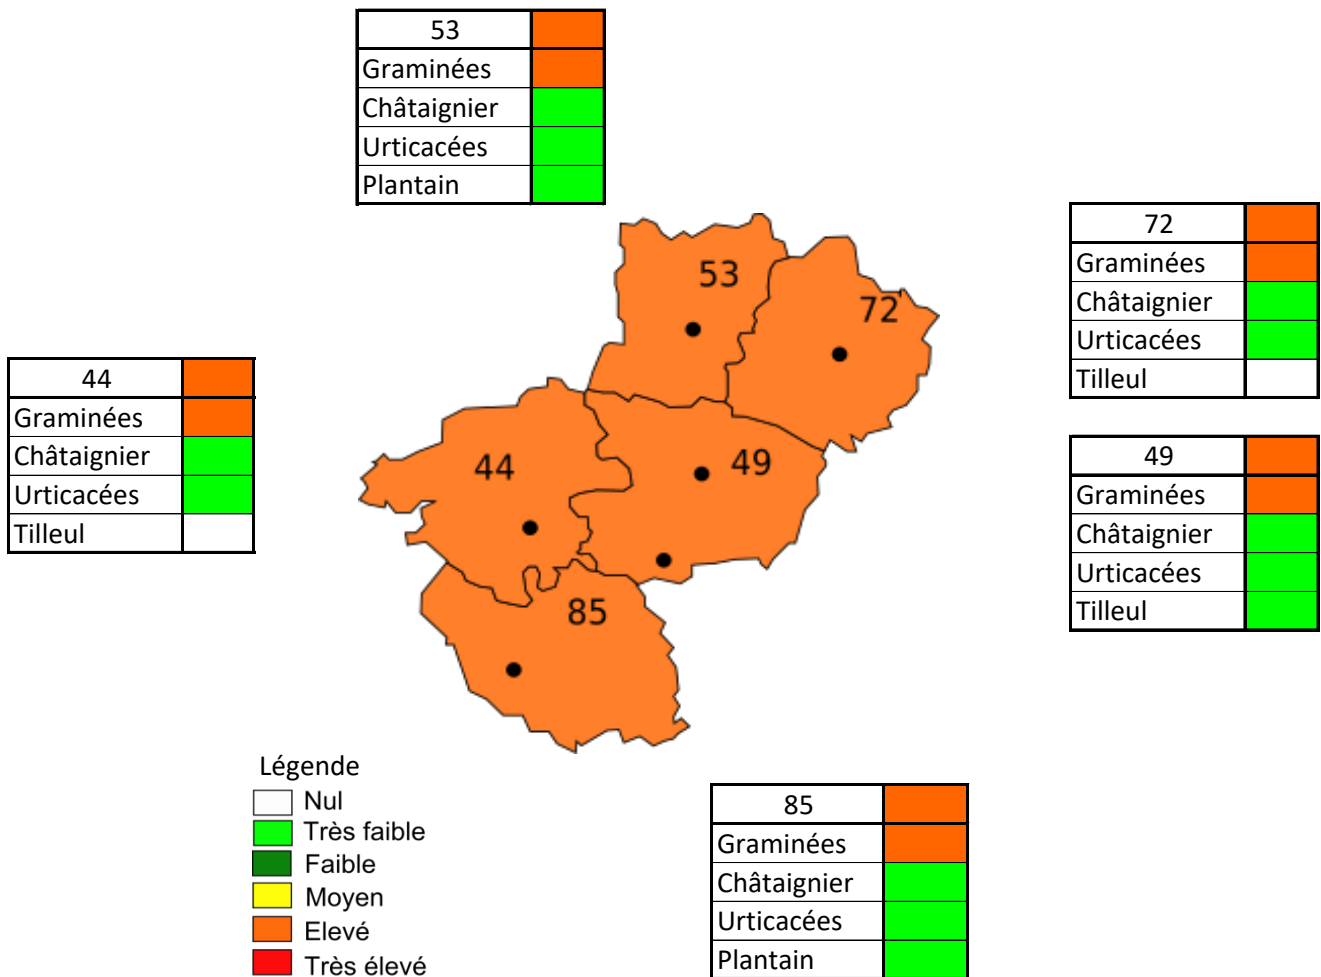 53
Graminées
Châtaignier
Urticacées
Plantain
72
Graminées
Châtaignier
Urticacées
Tilleul
53
72
44
Graminées
Châtaignier
Urticacées
Tilleul
44
49
49
Graminées
Châtaignier
Urticacées
Tilleul
85
Légende
Nul
Très faible
Faible
Moyen
Elevé
Très élevé
85
Graminées
Châtaignier
Urticacées
Plantain